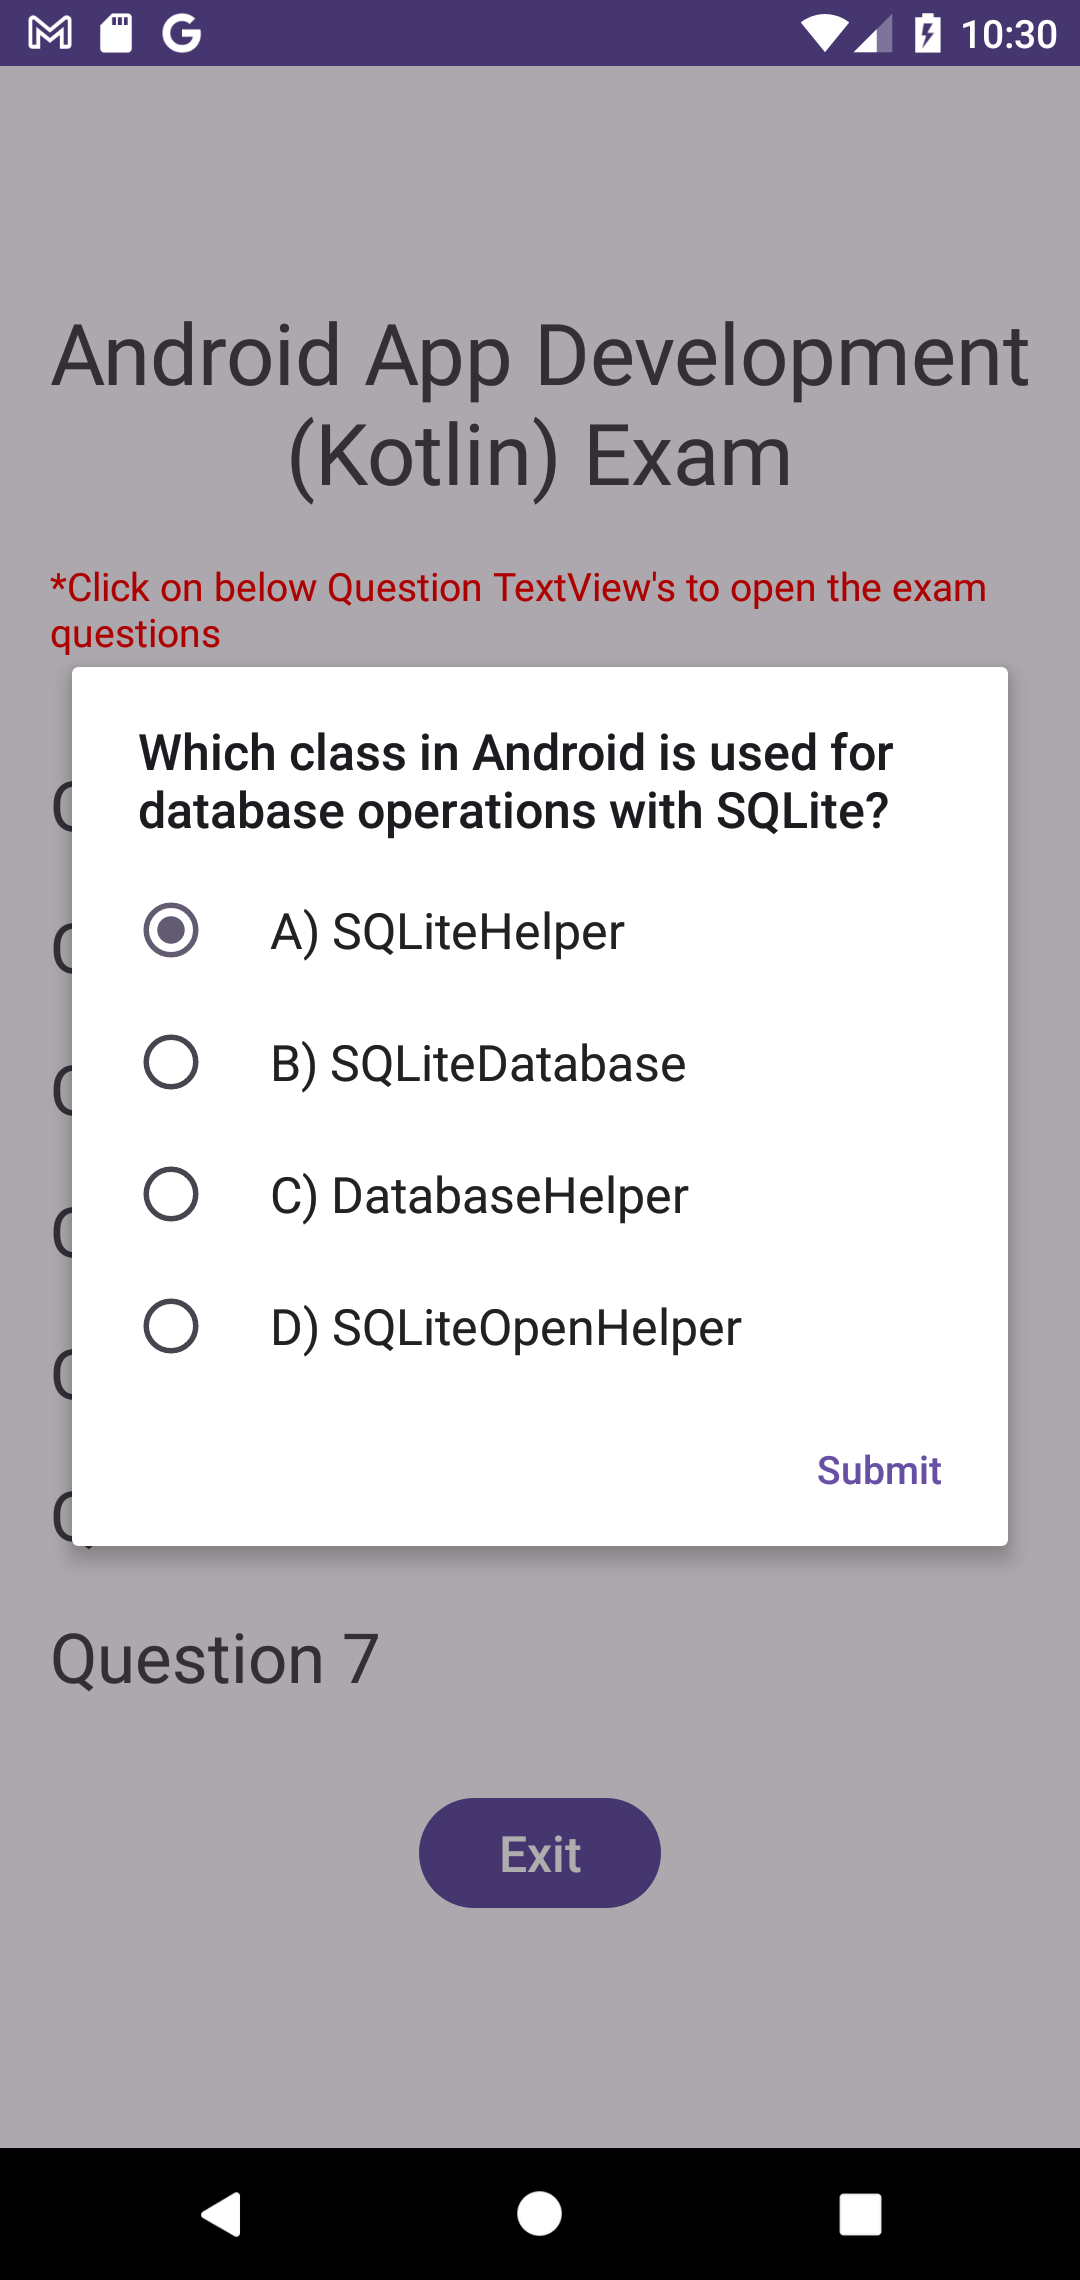 10:30
Android App Development
(Kotlin) Exam
*Click on below Question TextView's to open the exam
questions
Which class in Android is used for
database operations with SQLite?
A) SQLiteHelper
B) SQLiteDatabase
C) DatabaseHelper
D) SQLiteOpenHelper
Submit
Question 7
Exit